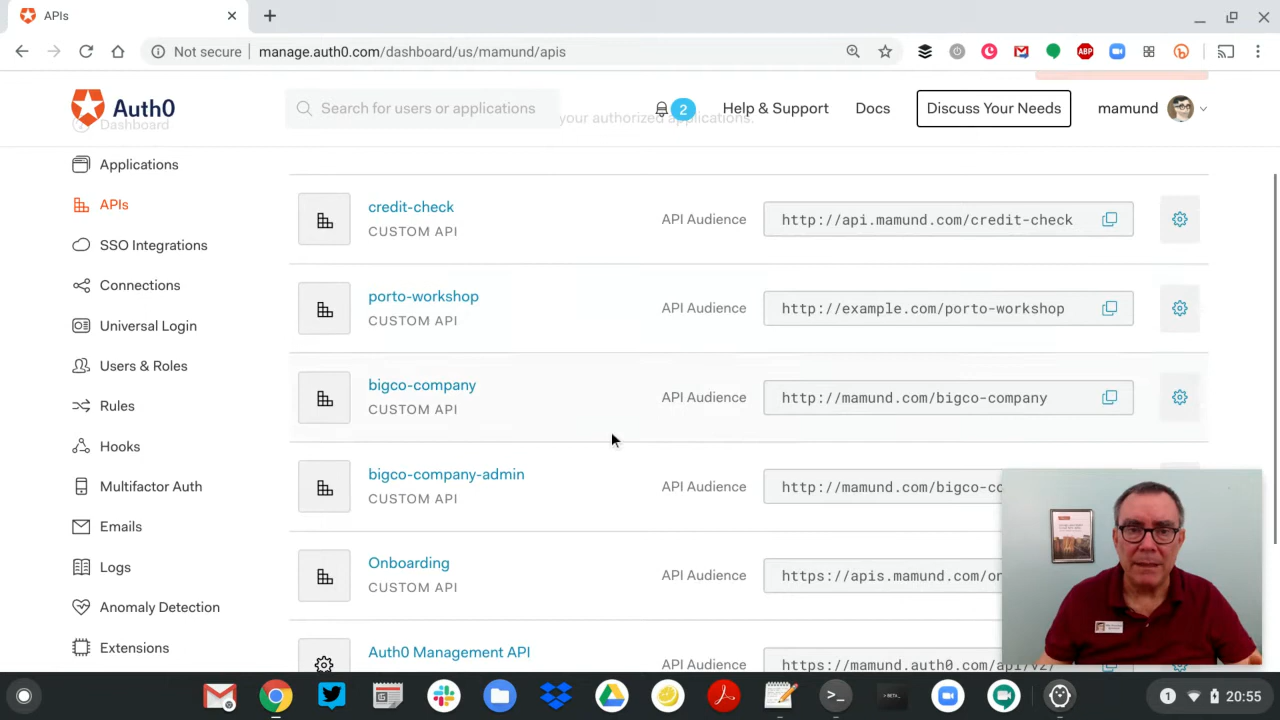 APIs
Not secure
manage.auth0.com/dashboard/us/mamund/apis
ABP
Auth0
Search for users or applications
2
Help & Support
Docs
Discuss Your Needs
mamund
your authorized applications.
Dashboard
Applications
APIs
SSO Integrations
Connections
Universal Login
Users & Roles
Rules
Hooks
Multifactor Auth
Emails
Logs
Anomaly Detection
Extensions
credit-check
CUSTOM API
API Audience
http://api.mamund.com/credit-check
porto-workshop
CUSTOM API
API Audience
http://example.com/porto-workshop
bigco-company
CUSTOM API
API Audience
http://mamund.com/bigco-company
bigco-company-admin
CUSTOM API
API Audience
http://mamund.com/bigco-co
Onboarding
CUSTOM API
API Audience
https://apis.mamund.com/on
Auth0 Management API
API Audience
https://mamund.auth0.com/api/v2/
BETA
1
20:55